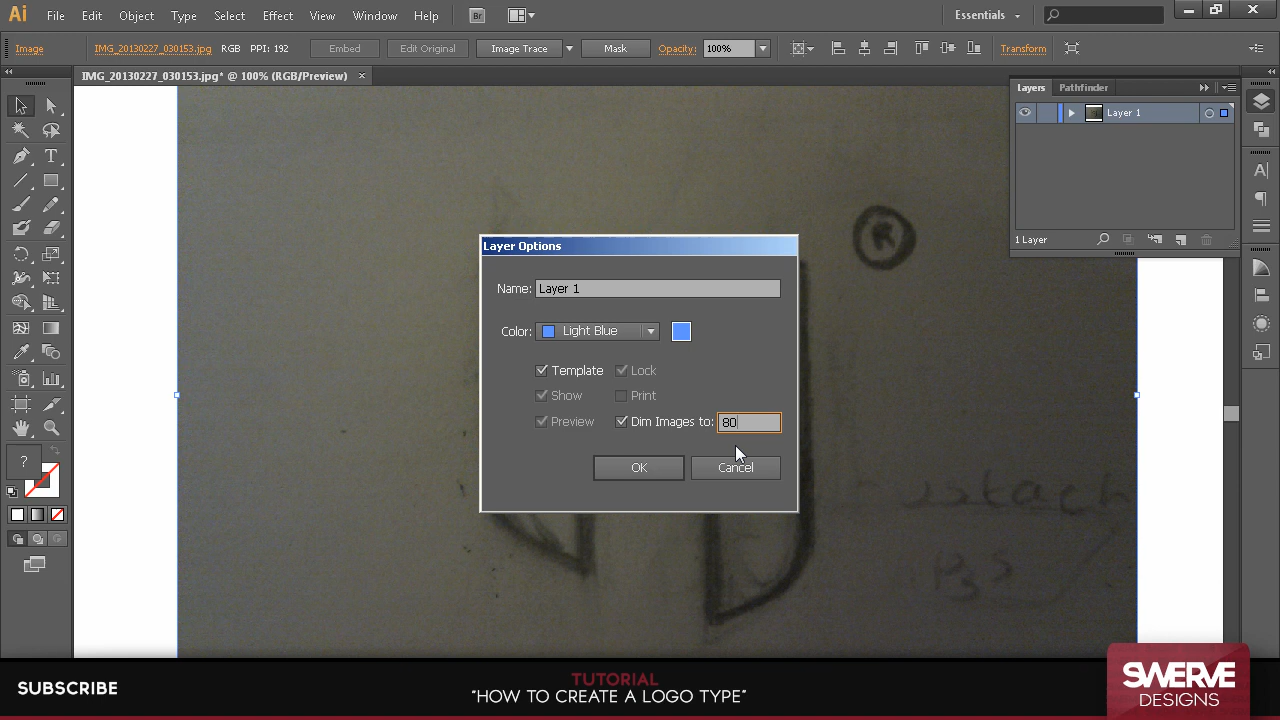 Ai File Edit Object Type Select Effect View Window Help Br Essentials
Image IMG_20130227_030153.jpg RGB PPI: 192 Embed Edit Original Image Trace Mask Opacity: 100% Transform
IMG_20130227_030153.jpg* @ 100% (RGB/Preview)
Layers Pathfinder
Layer 1
1 Layer
R
Layer Options
Name: Layer 1
Color: Light Blue
Template Lock
Show Print
Preview Dim Images to: 80
OK Cancel
SUBSCRIBE
TUTORIAL
"HOW TO CREATE A LOGO TYPE"
SWERVE
DESIGNS